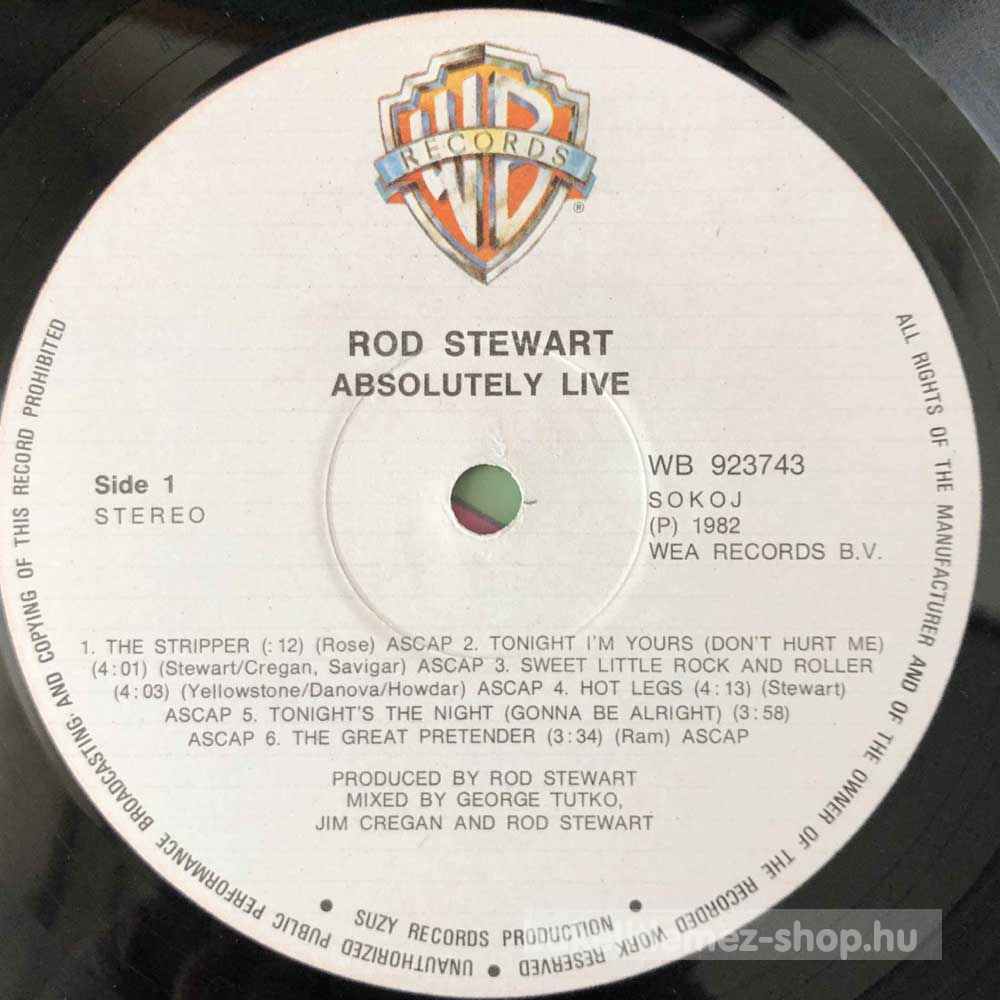 WB
RECORDS
®
ROD STEWART
ABSOLUTELY LIVE
Side 1
STEREO
WB 923743
SOKOJ
(P) 1982
WEA RECORDS B.V.
1. THE STRIPPER (:12) (Rose) ASCAP 2. TONIGHT I'M YOURS (DON'T HURT ME)
(4:01) (Stewart/Cregan, Savigar) ASCAP 3. SWEET LITTLE ROCK AND ROLLER
(4:03) (Yellowstone/Danova/Howdar) ASCAP 4. HOT LEGS (4:13) (Stewart)
ASCAP 5. TONIGHT'S THE NIGHT (GONNA BE ALRIGHT) (3:58)
ASCAP 6. THE GREAT PRETENDER (3:34) (Ram) ASCAP
PRODUCED BY ROD STEWART
MIXED BY GEORGE TUTKO,
JIM CREGAN AND ROD STEWART
ALL RIGHTS OF THE MANUFACTURER AND OF THE OWNER OF THE RECORDED WORK RESERVED • UNAUTHORIZED PUBLIC PERFORMANCE BROADCASTING, AND COPYING OF THIS RECORD PROHIBITED
• SUZY RECORDS PRODUCTION •